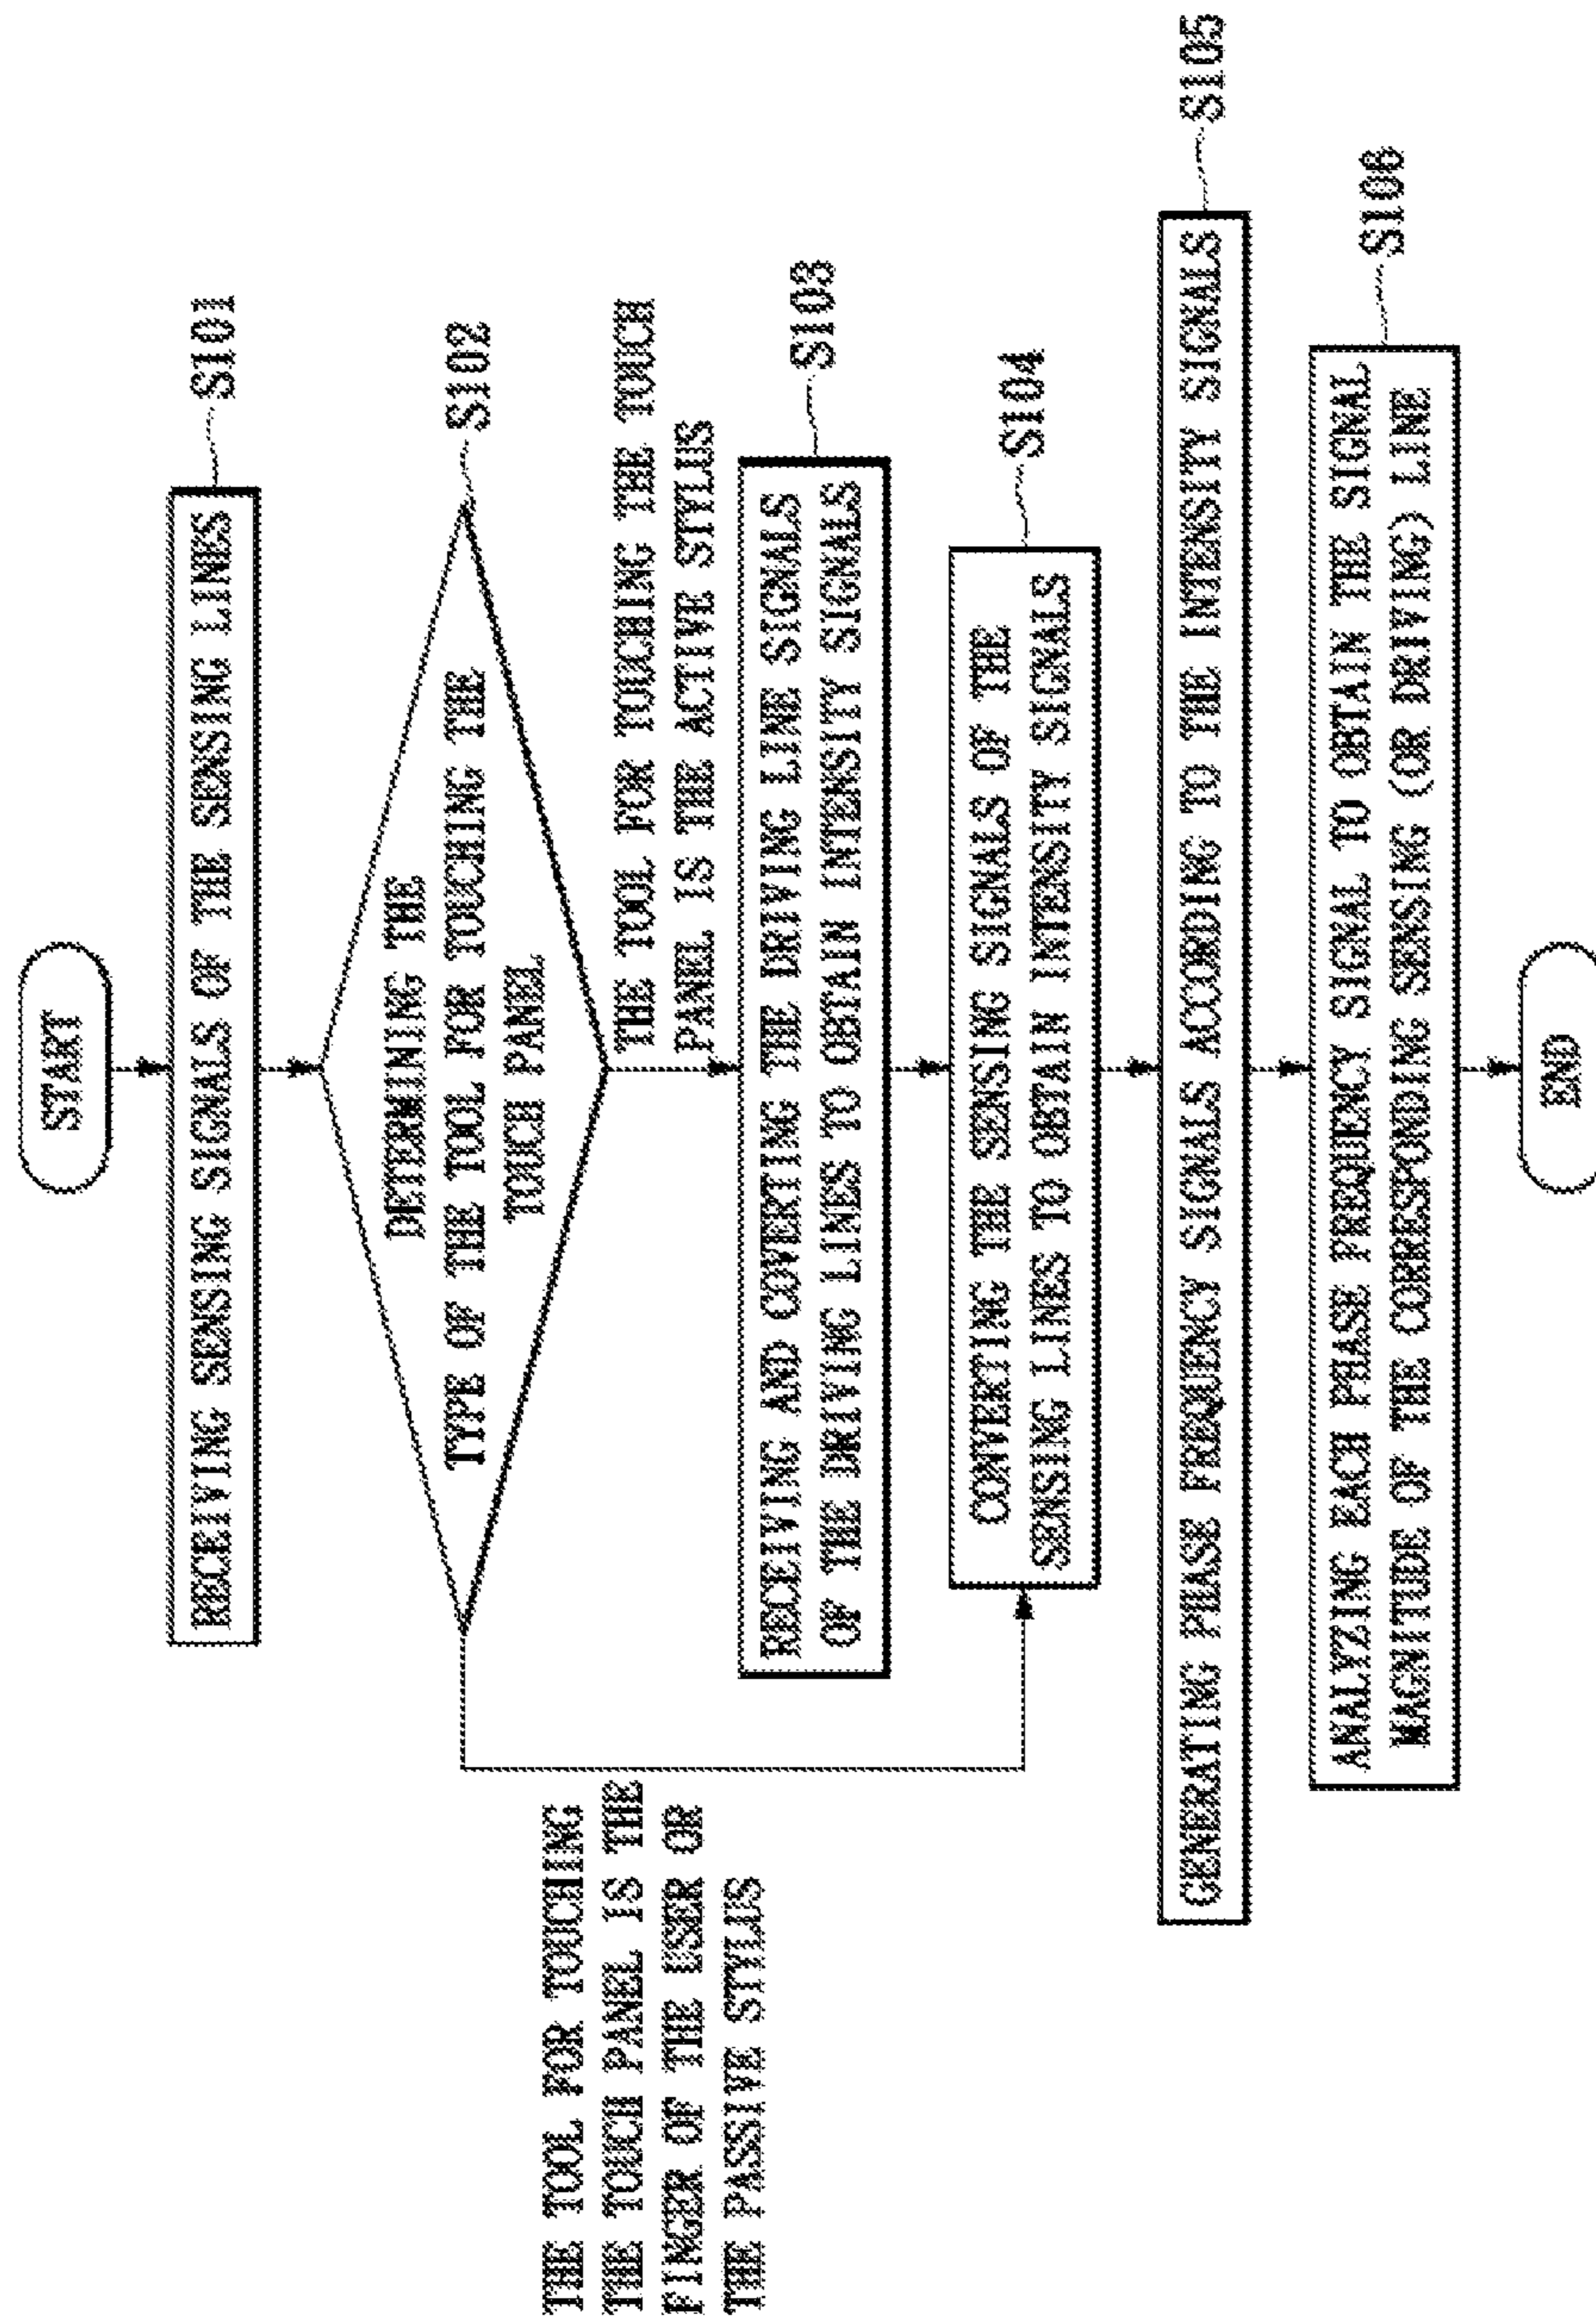 START
RECEIVING SENSING SIGNALS OF THE SENSING LINES
S101
DETERMINING THE
TYPE OF THE TOOL FOR TOUCHING THE
TOUCH PANEL
S102
THE TOOL FOR TOUCHING
THE TOUCH PANEL IS THE
FINGER OF THE USER OR
THE PASSIVE STYLUS
THE TOOL FOR TOUCHING THE TOUCH
PANEL IS THE ACTIVE STYLUS
RECEIVING AND COVERTING THE DRIVING LINE SIGNALS
OF THE DRIVING LINES TO OBTAIN INTENSITY SIGNALS
S103
CONVERTING THE SENSING SIGNALS OF THE
SENSING LINES TO OBTAIN INTENSITY SIGNALS
S104
GENERATING PHASE FREQUENCY SIGNALS ACCORDING TO THE INTENSITY SIGNALS
S105
ANALYZING EACH PHASE FREQUENCY SIGNAL TO OBTAIN THE SIGNAL
MAGNITUDE OF THE CORRESPONDING SENSING (OR DRIVING) LINE
S106
END